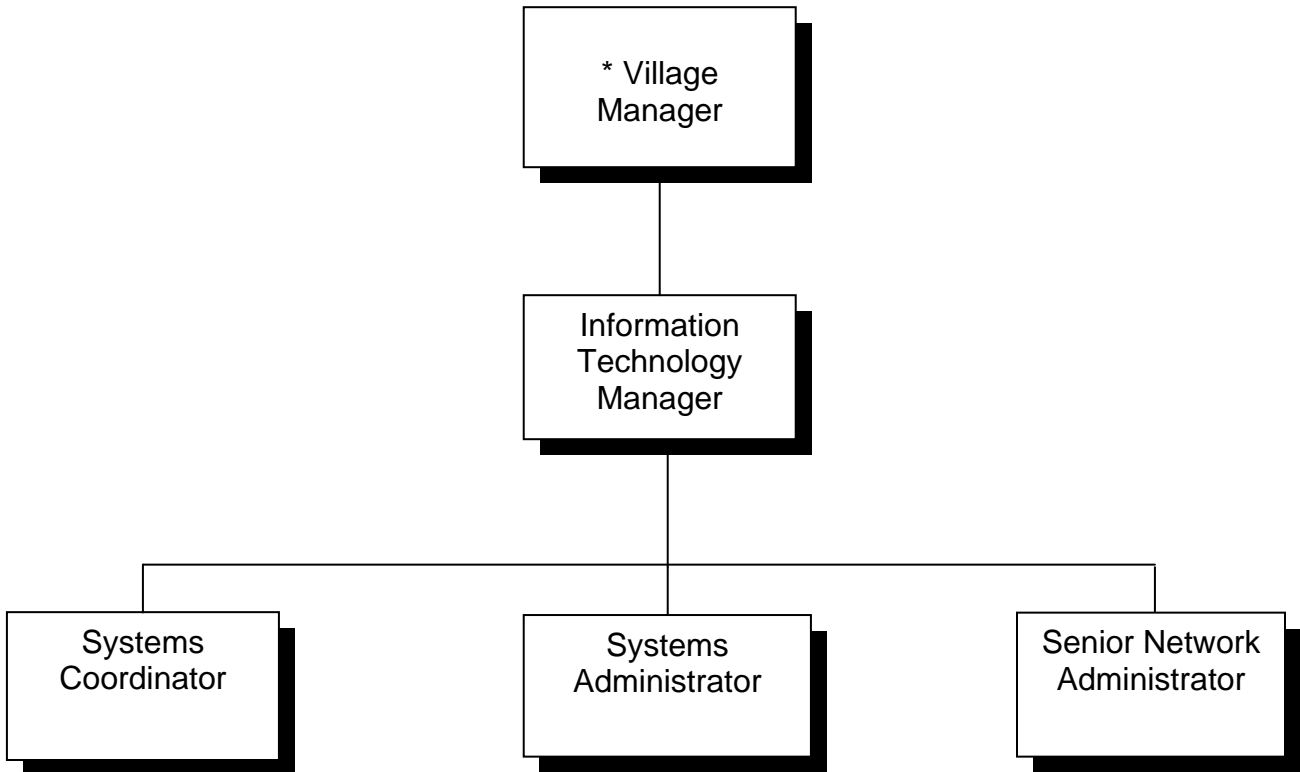 * Village
Manager
Information
Technology
Manager
Systems
Coordinator
Systems
Administrator
Senior Network
Administrator